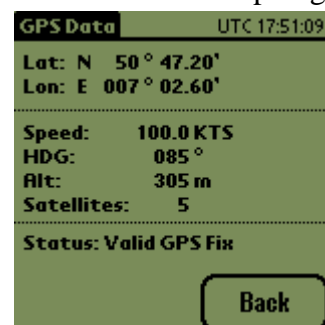 GPS Data UTC 17:51:09
Lat: N 50° 47.20'
Lon: E 007° 02.60'
Speed: 100.0 KTS
HDG: 085°
Alt: 305 m
Satellites: 5
Status: Valid GPS Fix
Back